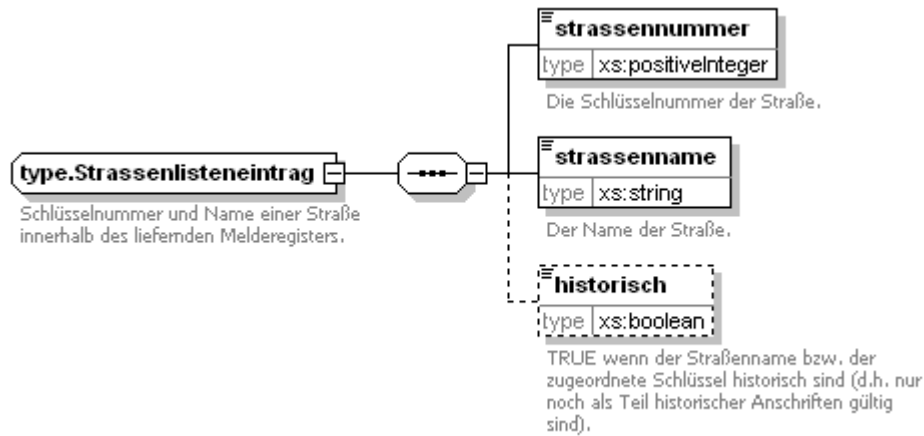 strassennummer
type xs:positiveInteger
Die Schlüsselnummer der Straße.
type.Strassenlisteneintrag
Schlüsselnummer und Name einer Straße
innerhalb des liefernden Melderegisters.
strassenname
type xs:string
Der Name der Straße.
historisch
type xs:boolean
TRUE wenn der Straßenname bzw. der
zugeordnete Schlüssel historisch sind (d.h. nur
noch als Teil historischer Anschriften gültig
sind).